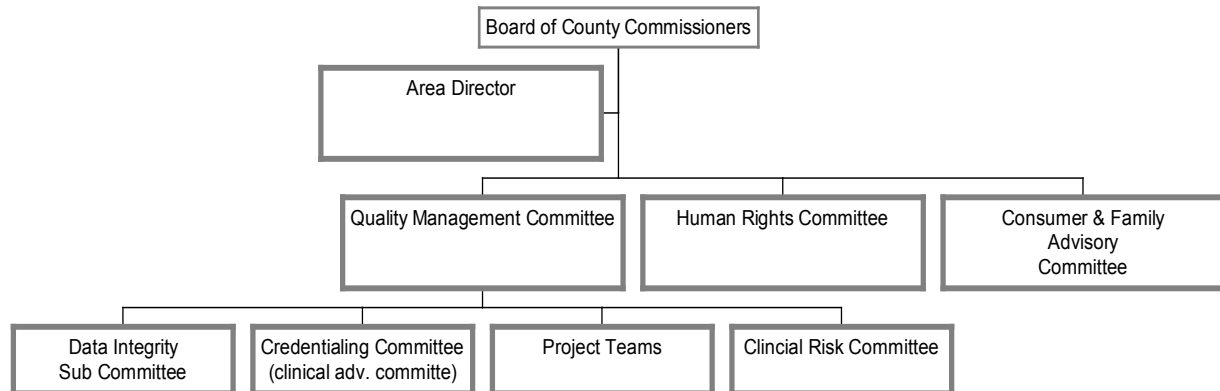 Board of County Commissioners
Area Director
Quality Management Committee
Human Rights Committee
Consumer & Family
Advisory
Committee
Data Integrity
Sub Committee
Credentialing Committee
(clinical adv. committe)
Project Teams
Clincial Risk Committee